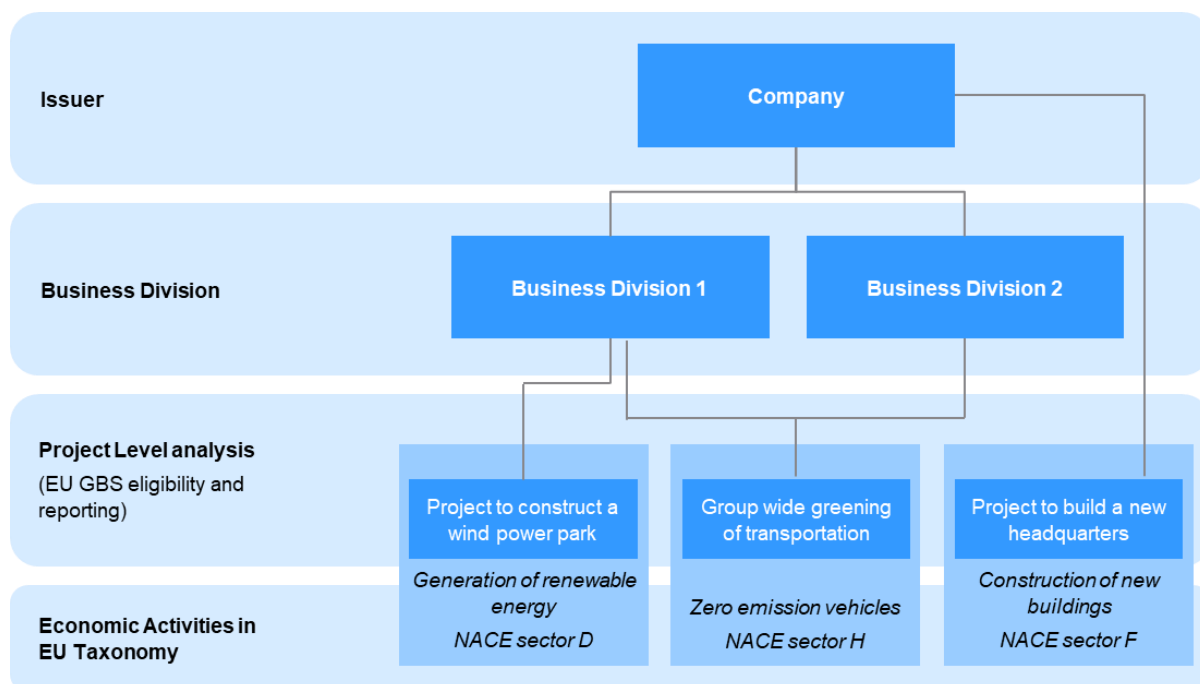 Issuer
Company
Business Division
Business Division 1
Business Division 2
Project Level analysis
(EU GBS eligibility and
reporting)
Project to construct a
wind power park
Group wide greening
of transportation
Project to build a new
headquarters
Economic Activities in
EU Taxonomy
Generation of renewable
energy
NACE sector D
Zero emission vehicles
NACE sector H
Construction of new
buildings
NACE sector F